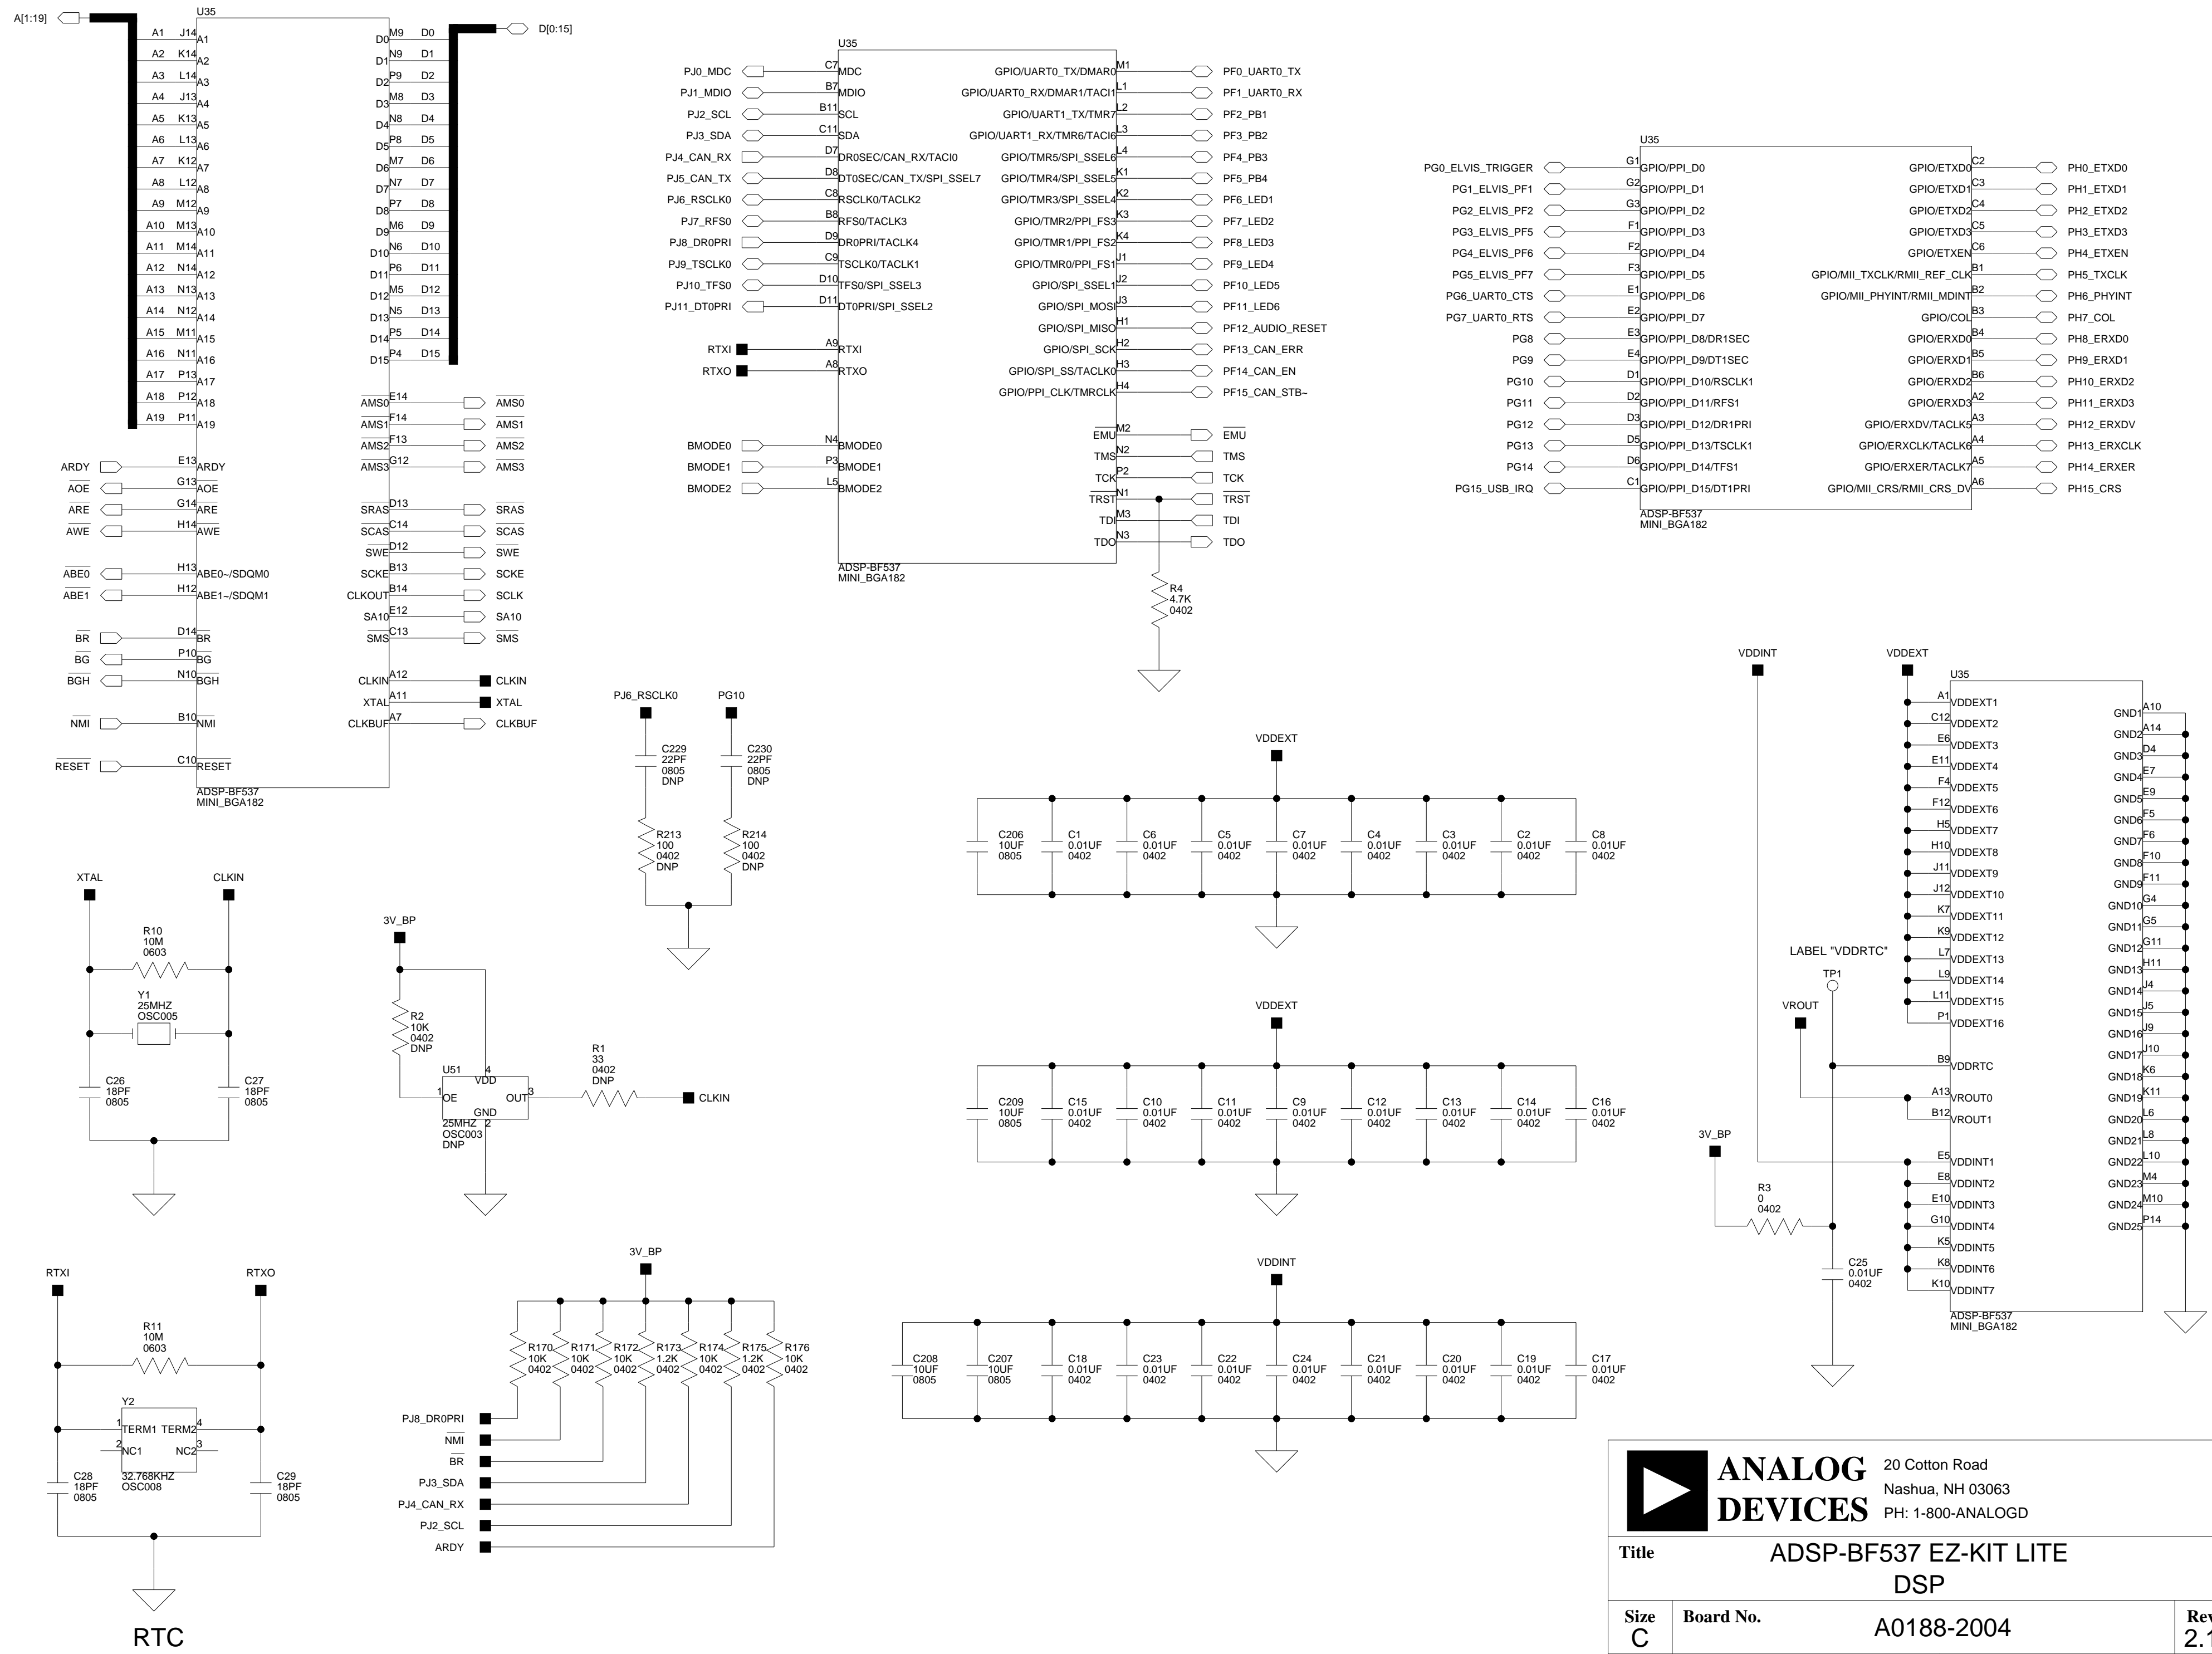 A[1:19]
U35
D[0:15]
A1 J14 A1
A2 K14 A2
A3 L14 A3
A4 J13 A4
A5 K13 A5
A6 L13 A6
A7 K12 A7
A8 L12 A8
A9 M12 A9
A10 M13 A10
A11 M14 A11
A12 N14 A12
A13 N13 A13
A14 N12 A14
A15 M11 A15
A16 N11 A16
A17 P13 A17
A18 P12 A18
A19 P11 A19
D0 M9 D0
D1 N9 D1
D2 P9 D2
D3 M8 D3
D4 N8 D4
D5 P8 D5
D6 M7 D6
D7 N7 D7
D8 P7 D8
D9 M6 D9
D10 N6 D10
D11 P6 D11
D12 M5 D12
D13 N5 D13
D14 P5 D14
D15 P4 D15
AMS0 E14 AMS0
AMS1 F14 AMS1
AMS2 F13 AMS2
AMS3 G12 AMS3
ARDY E13 ARDY
AOE G13 AOE
ARE G14 ARE
AWE H14 AWE
ABE0 H13 ABE0~/SDQM0
ABE1 H12 ABE1~/SDQM1
BR D14 BR
BG P10 BG
BGH N10 BGH
NMI B10 NMI
RESET C10 RESET
SRAS D13 SRAS
SCAS C14 SCAS
SWE D12 SWE
SCKE B13 SCKE
CLKOUT B14 SCLK
SA10 E12 SA10
SMS C13 SMS
CLKIN A12 CLKIN
XTAL A11 XTAL
CLKBUF A7 CLKBUF
ADSP-BF537
MINI_BGA182
U35
PJ0_MDC C7 MDC
PJ1_MDIO B7 MDIO
PJ2_SCL B11 SCL
PJ3_SDA C11 SDA
PJ4_CAN_RX D7 DR0SEC/CAN_RX/TACI0
PJ5_CAN_TX D8 DT0SEC/CAN_TX/SPI_SSEL7
PJ6_RSCLK0 C8 RSCLK0/TACLK2
PJ7_RFS0 B8 RFS0/TACLK3
PJ8_DR0PRI D9 DR0PRI/TACLK4
PJ9_TSCLK0 C9 TSCLK0/TACLK1
PJ10_TFS0 D10 TFS0/SPI_SSEL3
PJ11_DT0PRI D11 DT0PRI/SPI_SSEL2
RTXI A9 RTXI
RTXO A8 RTXO
BMODE0 N4 BMODE0
BMODE1 P3 BMODE1
BMODE2 L5 BMODE2
GPIO/UART0_TX/DMAR0 M1 PF0_UART0_TX
GPIO/UART0_RX/DMAR1/TACI1 L1 PF1_UART0_RX
GPIO/UART1_TX/TMR7 L2 PF2_PB1
GPIO/UART1_RX/TMR6/TACI6 L3 PF3_PB2
GPIO/TMR5/SPI_SSEL6 L4 PF4_PB3
GPIO/TMR4/SPI_SSEL5 K1 PF5_PB4
GPIO/TMR3/SPI_SSEL4 K2 PF6_LED1
GPIO/TMR2/PPI_FS3 K3 PF7_LED2
GPIO/TMR1/PPI_FS2 K4 PF8_LED3
GPIO/TMR0/PPI_FS1 J1 PF9_LED4
GPIO/SPI_SSEL1 J2 PF10_LED5
GPIO/SPI_MOSI J3 PF11_LED6
GPIO/SPI_MISO H1 PF12_AUDIO_RESET
GPIO/SPI_SCK H2 PF13_CAN_ERR
GPIO/SPI_SS/TACLK0 H3 PF14_CAN_EN
GPIO/PPI_CLK/TMRCLK H4 PF15_CAN_STB~
EMU M2 EMU
TMS N2 TMS
TCK P2 TCK
TRST N1 TRST
TDI M3 TDI
TDO N3 TDO
ADSP-BF537
MINI_BGA182
R4
4.7K
0402
U35
PG0_ELVIS_TRIGGER G1 GPIO/PPI_D0
PG1_ELVIS_PF1 G2 GPIO/PPI_D1
PG2_ELVIS_PF2 G3 GPIO/PPI_D2
PG3_ELVIS_PF5 F1 GPIO/PPI_D3
PG4_ELVIS_PF6 F2 GPIO/PPI_D4
PG5_ELVIS_PF7 F3 GPIO/PPI_D5
PG6_UART0_CTS E1 GPIO/PPI_D6
PG7_UART0_RTS E2 GPIO/PPI_D7
PG8 E3 GPIO/PPI_D8/DR1SEC
PG9 E4 GPIO/PPI_D9/DT1SEC
PG10 D1 GPIO/PPI_D10/RSCLK1
PG11 D2 GPIO/PPI_D11/RFS1
PG12 D3 GPIO/PPI_D12/DR1PRI
PG13 D5 GPIO/PPI_D13/TSCLK1
PG14 D6 GPIO/PPI_D14/TFS1
PG15_USB_IRQ C1 GPIO/PPI_D15/DT1PRI
GPIO/ETXD0 C2 PH0_ETXD0
GPIO/ETXD1 C3 PH1_ETXD1
GPIO/ETXD2 C4 PH2_ETXD2
GPIO/ETXD3 C5 PH3_ETXD3
GPIO/ETXEN C6 PH4_ETXEN
GPIO/MII_TXCLK/RMII_REF_CLK B1 PH5_TXCLK
GPIO/MII_PHYINT/RMII_MDINT B2 PH6_PHYINT
GPIO/COL B3 PH7_COL
GPIO/ERXD0 B4 PH8_ERXD0
GPIO/ERXD1 B5 PH9_ERXD1
GPIO/ERXD2 B6 PH10_ERXD2
GPIO/ERXD3 A2 PH11_ERXD3
GPIO/ERXDV/TACLK5 A3 PH12_ERXDV
GPIO/ERXCLK/TACLK6 A4 PH13_ERXCLK
GPIO/ERXER/TACLK7 A5 PH14_ERXER
GPIO/MII_CRS/RMII_CRS_DV A6 PH15_CRS
ADSP-BF537
MINI_BGA182
PJ6_RSCLK0
C229
22PF
0805
DNP
R213
100
0402
DNP
PG10
C230
22PF
0805
DNP
R214
100
0402
DNP
VDDEXT
C206
10UF
0805
C1
0.01UF
0402
C6
0.01UF
0402
C5
0.01UF
0402
C7
0.01UF
0402
C4
0.01UF
0402
C3
0.01UF
0402
C2
0.01UF
0402
C8
0.01UF
0402
VDDEXT
C209
10UF
0805
C15
0.01UF
0402
C10
0.01UF
0402
C11
0.01UF
0402
C9
0.01UF
0402
C12
0.01UF
0402
C13
0.01UF
0402
C14
0.01UF
0402
C16
0.01UF
0402
VDDINT
C208
10UF
0805
C207
10UF
0805
C18
0.01UF
0402
C23
0.01UF
0402
C22
0.01UF
0402
C24
0.01UF
0402
C21
0.01UF
0402
C20
0.01UF
0402
C19
0.01UF
0402
C17
0.01UF
0402
VDDINT
VDDEXT
U35
A1 VDDEXT1
C12 VDDEXT2
E6 VDDEXT3
E11 VDDEXT4
F4 VDDEXT5
F12 VDDEXT6
H5 VDDEXT7
H10 VDDEXT8
J11 VDDEXT9
J12 VDDEXT10
K7 VDDEXT11
K9 VDDEXT12
L7 VDDEXT13
L9 VDDEXT14
L11 VDDEXT15
P1 VDDEXT16
B9 VDDRTC
A13 VROUT0
B12 VROUT1
E5 VDDINT1
E8 VDDINT2
E10 VDDINT3
G10 VDDINT4
K5 VDDINT5
K8 VDDINT6
K10 VDDINT7
GND1 A10
GND2 A14
GND3 D4
GND4 E7
GND5 E9
GND6 F5
GND7 F6
GND8 F10
GND9 F11
GND10 G4
GND11 G5
GND12 G11
GND13 H11
GND14 J4
GND15 J5
GND16 J9
GND17 J10
GND18 K6
GND19 K11
GND20 L6
GND21 L8
GND22 L10
GND23 M4
GND24 M10
GND25 P14
ADSP-BF537
MINI_BGA182
LABEL "VDDRTC"
TP1
VROUT
3V_BP
R3
0
0402
C25
0.01UF
0402
XTAL
CLKIN
R10
10M
0603
Y1
25MHZ
OSC005
C26
18PF
0805
C27
18PF
0805
3V_BP
R2
10K
0402
DNP
U51
4
VDD
1 OE
OUT 3
GND
2
25MHZ
OSC003
DNP
R1
33
0402
DNP
CLKIN
RTXI
RTXO
R11
10M
0603
Y2
1 TERM1 TERM2 4
2 NC1 NC2 3
32.768KHZ
OSC008
C28
18PF
0805
C29
18PF
0805
RTC
3V_BP
R170
10K
0402
R171
10K
0402
R172
10K
0402
R173
1.2K
0402
R174
10K
0402
R175
1.2K
0402
R176
10K
0402
PJ8_DR0PRI
NMI
BR
PJ3_SDA
PJ4_CAN_RX
PJ2_SCL
ARDY
ANALOG
DEVICES
20 Cotton Road
Nashua, NH 03063
PH: 1-800-ANALOGD
Title
ADSP-BF537 EZ-KIT LITE
DSP
Size
C
Board No.
A0188-2004